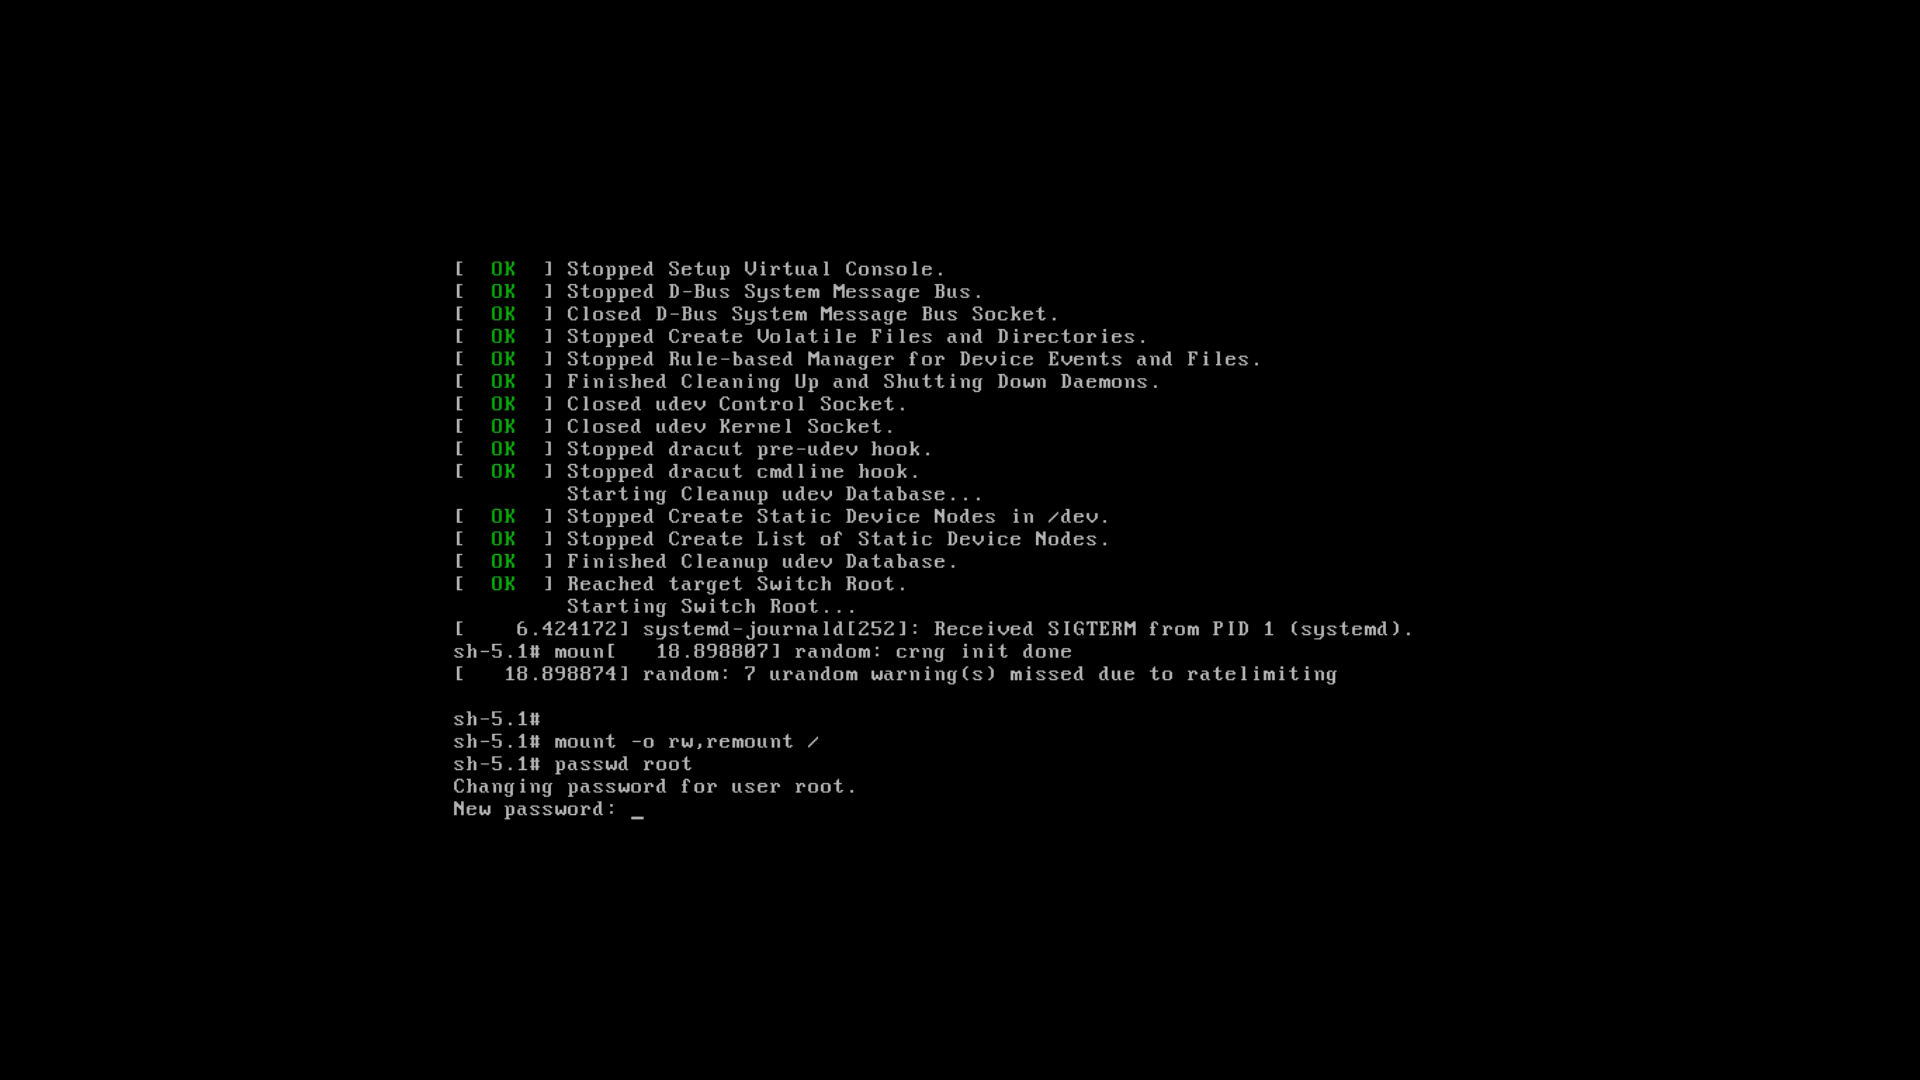 [  OK  ] Stopped Setup Virtual Console.
[  OK  ] Stopped D-Bus System Message Bus.
[  OK  ] Closed D-Bus System Message Bus Socket.
[  OK  ] Stopped Create Volatile Files and Directories.
[  OK  ] Stopped Rule-based Manager for Device Events and Files.
[  OK  ] Finished Cleaning Up and Shutting Down Daemons.
[  OK  ] Closed udev Control Socket.
[  OK  ] Closed udev Kernel Socket.
[  OK  ] Stopped dracut pre-udev hook.
[  OK  ] Stopped dracut cmdline hook.
         Starting Cleanup udev Database...
[  OK  ] Stopped Create Static Device Nodes in /dev.
[  OK  ] Stopped Create List of Static Device Nodes.
[  OK  ] Finished Cleanup udev Database.
[  OK  ] Reached target Switch Root.
         Starting Switch Root...
[    6.424172] systemd-journald[252]: Received SIGTERM from PID 1 (systemd).
sh-5.1# moun[   18.898807] random: crng init done
[   18.898874] random: 7 urandom warning(s) missed due to ratelimiting

sh-5.1#
sh-5.1# mount -o rw,remount /
sh-5.1# passwd root
Changing password for user root.
New password: _